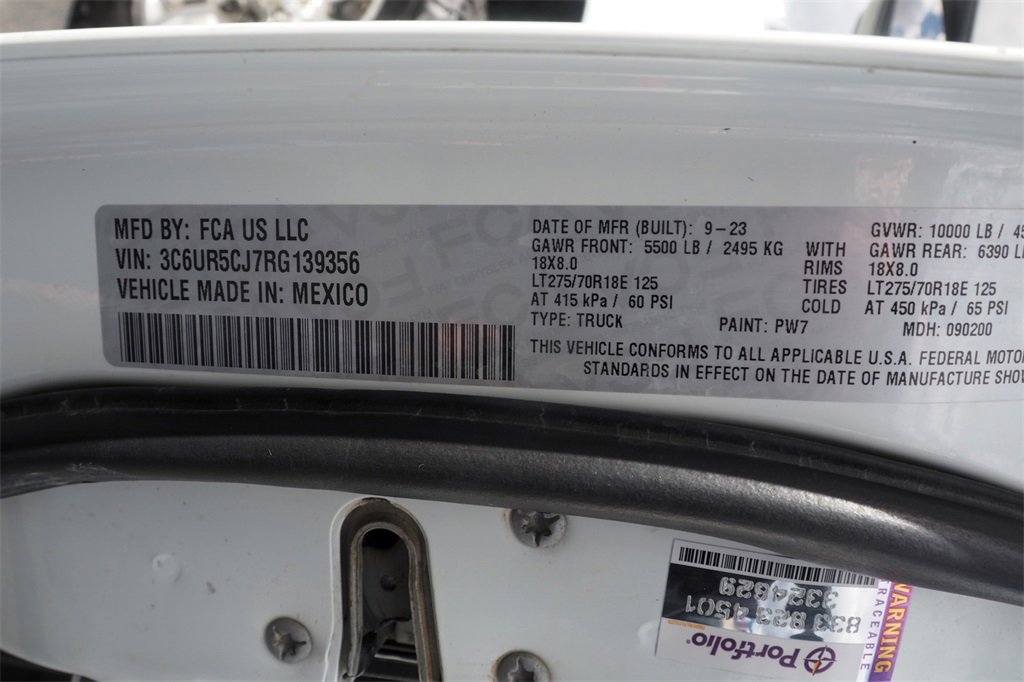 MFD BY: FCA US LLC
VIN: 3C6UR5CJ7RG139356
VEHICLE MADE IN: MEXICO
DATE OF MFR (BUILT): 9-23 GVWR: 10000 LB /
GAWR FRONT: 5500 LB / 2495 KG WITH GAWR REAR: 6390
18X8.0 RIMS 18X8.0
LT275/70R18E 125 TIRES LT275/70R18E 125
AT 415 kPa / 60 PSI COLD AT 450 kPa / 65 PSI
TYPE: TRUCK PAINT: PW7 MDH: 090200
THIS VEHICLE CONFORMS TO ALL APPLICABLE U.S.A. FEDERAL MOTOR
STANDARDS IN EFFECT ON THE DATE OF MANUFACTURE
Portfolio
833 823 4501
3324829
WARNING
TRACEABLE